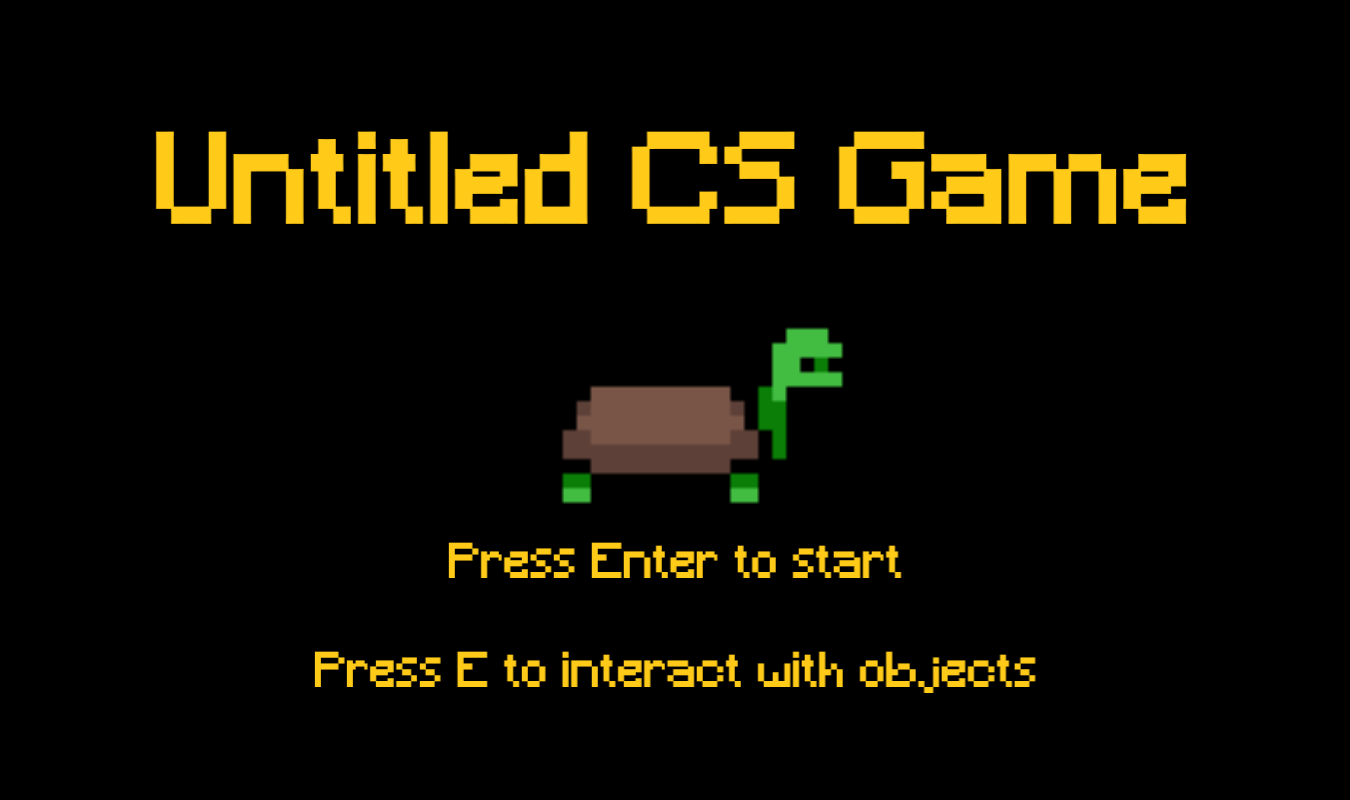 Untitled CS Game
Press Enter to start
Press E to interact with objects